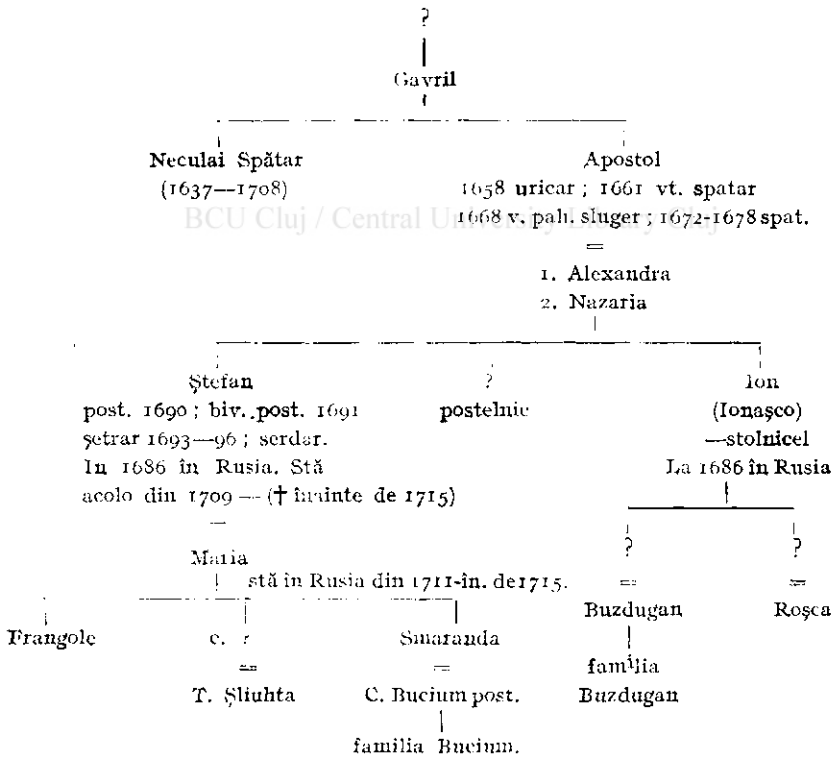 ?
Gavril
Neculai Spătar
(1637—1708)
Apostol
1658 uricar ; 1661 vt. spatar
1668 v. pah. sluger ; 1672-1678 spat.
BCU Cluj / Central University Library Cluj
=
1. Alexandra
2. Nazaria
Ştefan
post. 1690 ; biv. post. 1691
şetrar 1693—96 ; serdar.
In 1686 în Rusia. Stă
acolo din 1709 — († înainte de 1715)
?
postelnic
Ion
(Ionaşco)
—stolnicel
La 1686 în Rusia
=
Maria
stă în Rusia din 1711-în. de 1715.
?
=
Buzdugan
familia
Buzdugan
?
=
Roşca
Frangole
?
=
T. Şliuhta
Smaranda
=
C. Bucium post.
familia Bucium.